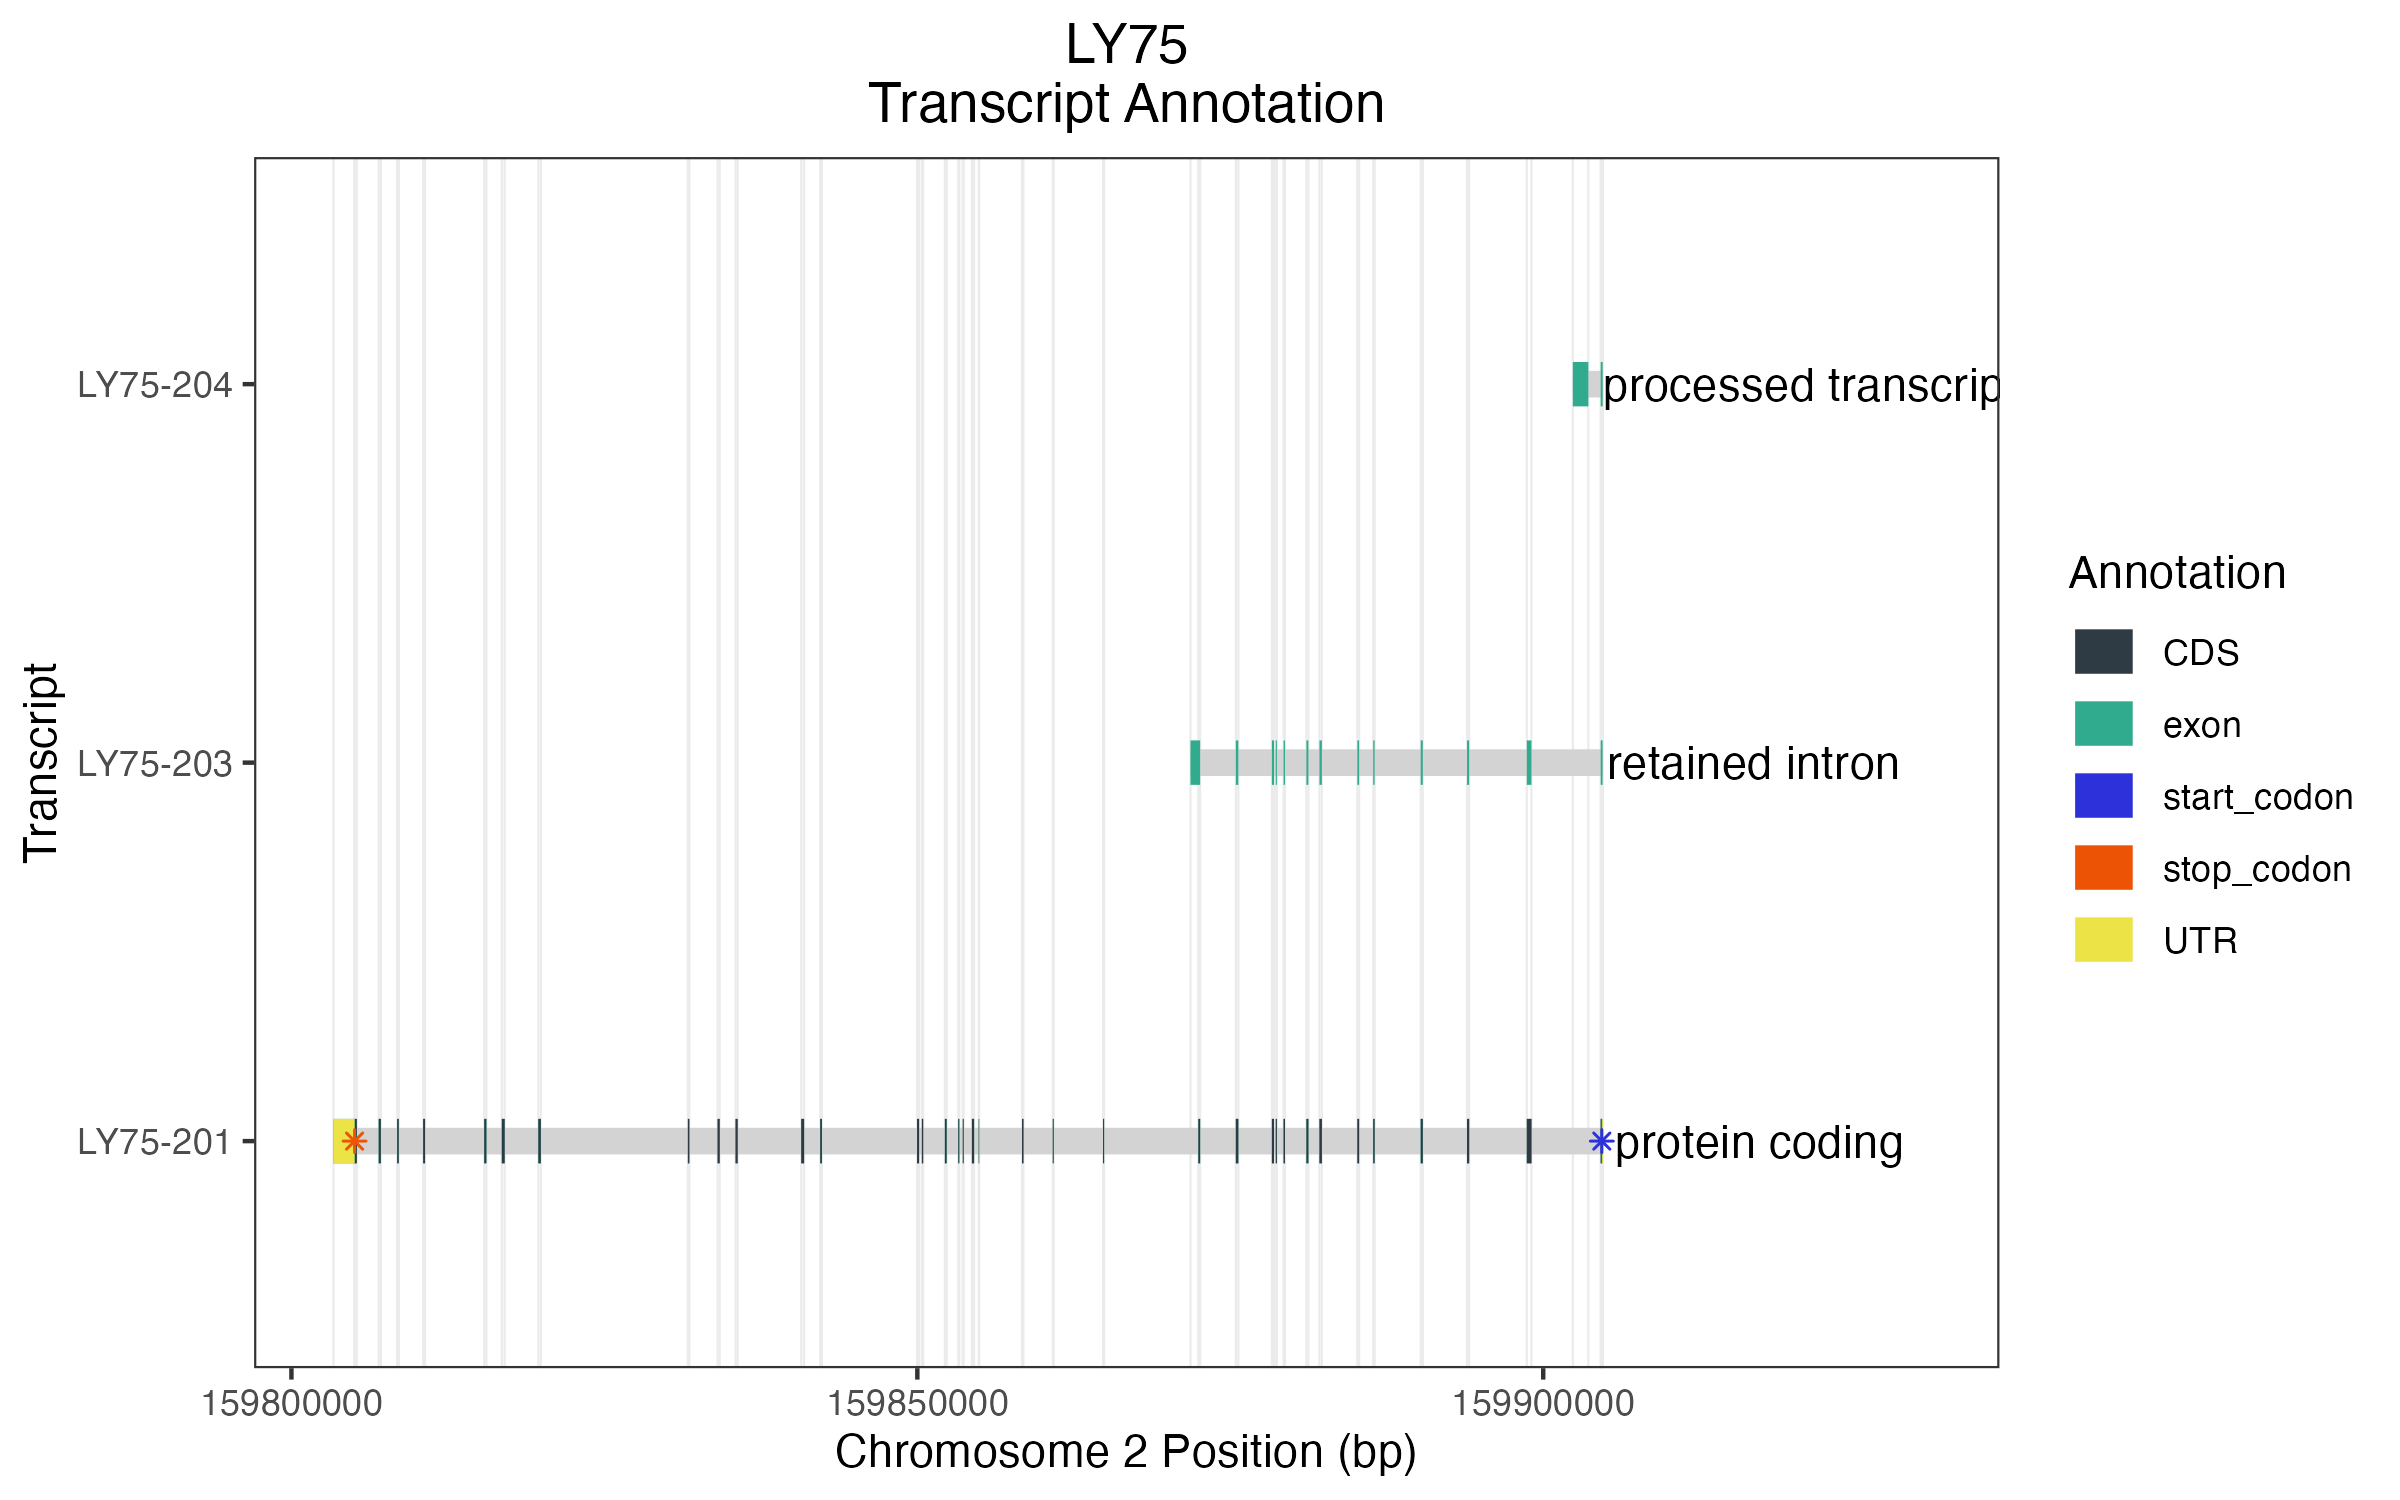 LY75
Transcript Annotation
Transcript
LY75-204
processed transcrip
LY75-203
retained intron
LY75-201
protein coding
159800000
159850000
159900000
Chromosome 2 Position (bp)
Annotation
CDS
exon
start_codon
stop_codon
UTR